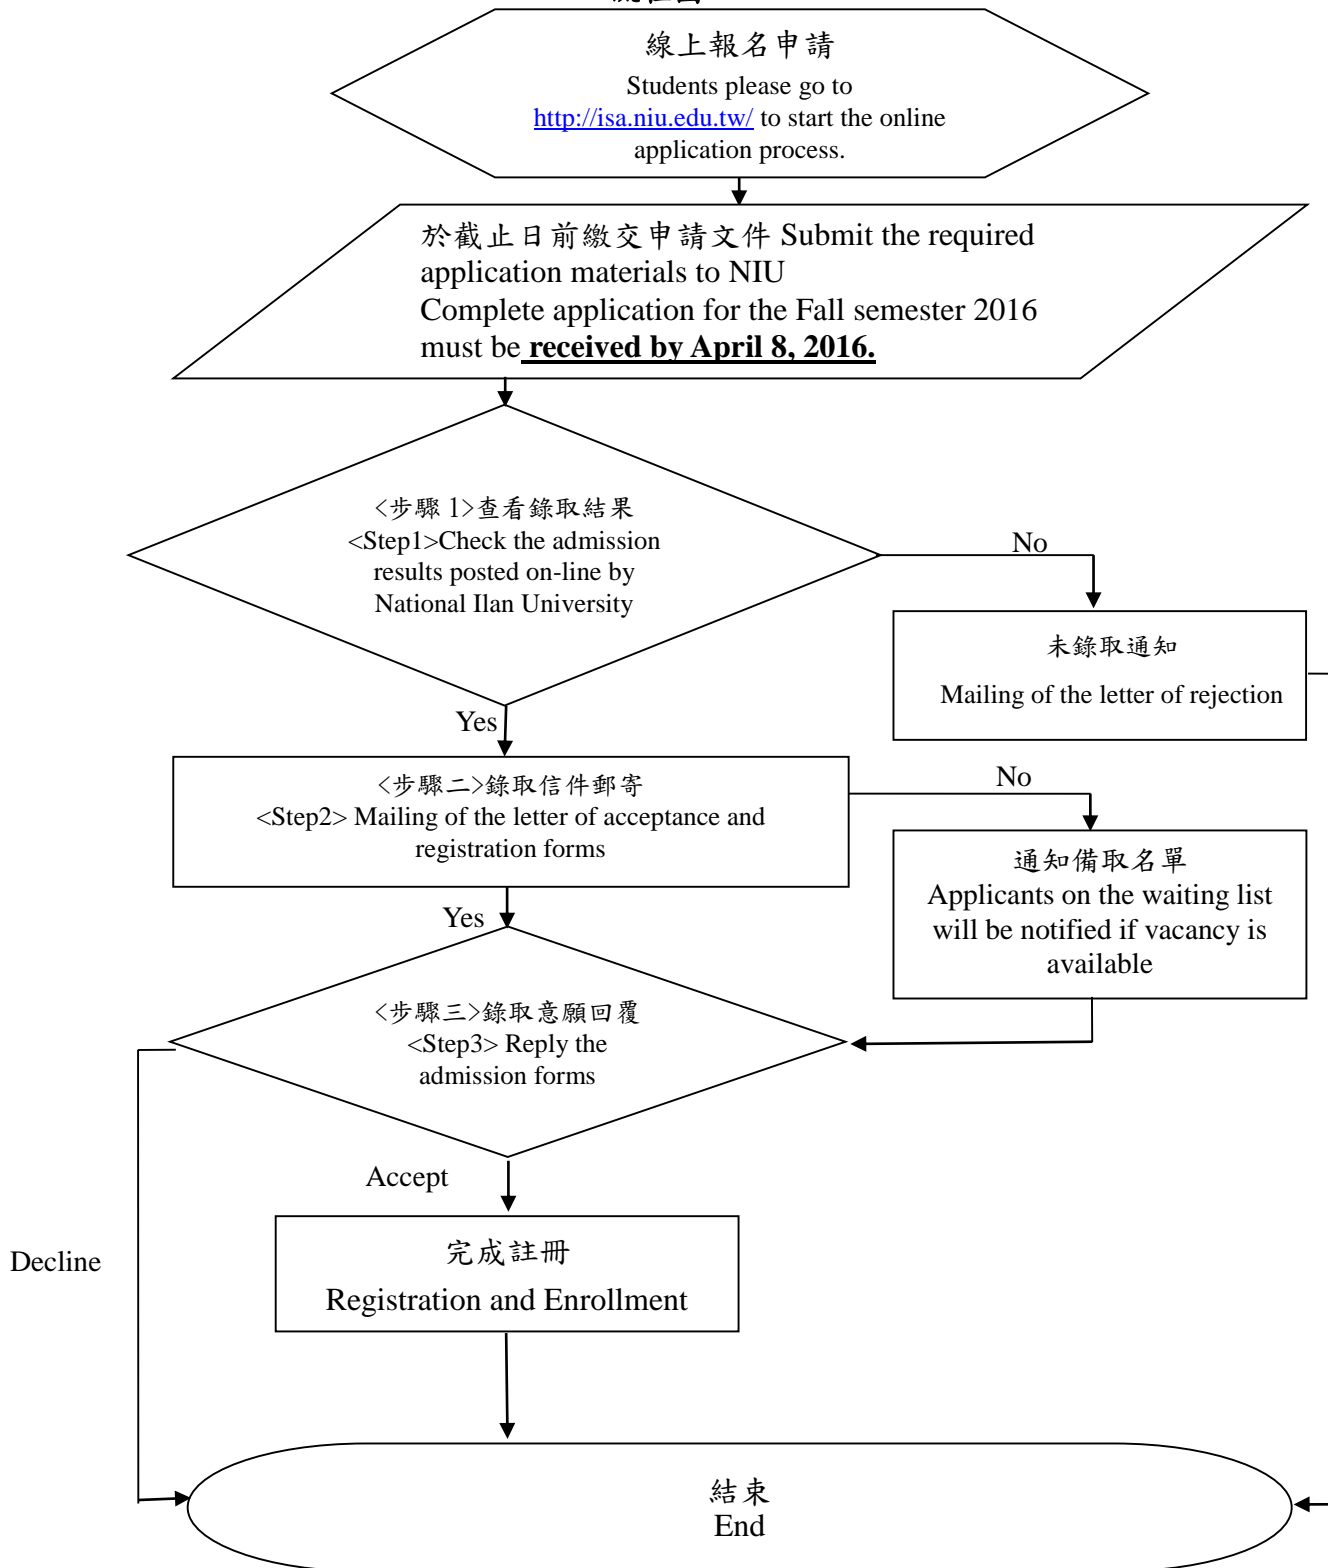 線上報名申請
Students please go to
http://isa.niu.edu.tw/ to start the online
application process.
於截止日前繳交申請文件 Submit the required
application materials to NIU
Complete application for the Fall semester 2016
must be received by April 8, 2016.
<步驟 1>查看錄取結果
<Step1>Check the admission
results posted on-line by
National Ilan University
No
未錄取通知
Mailing of the letter of rejection
Yes
<步驟二>錄取信件郵寄
<Step2> Mailing of the letter of acceptance and
registration forms
No
通知備取名單
Applicants on the waiting list
will be notified if vacancy is
available
Yes
<步驟三>錄取意願回覆
<Step3> Reply the
admission forms
Accept
完成註冊
Registration and Enrollment
Decline
結束
End